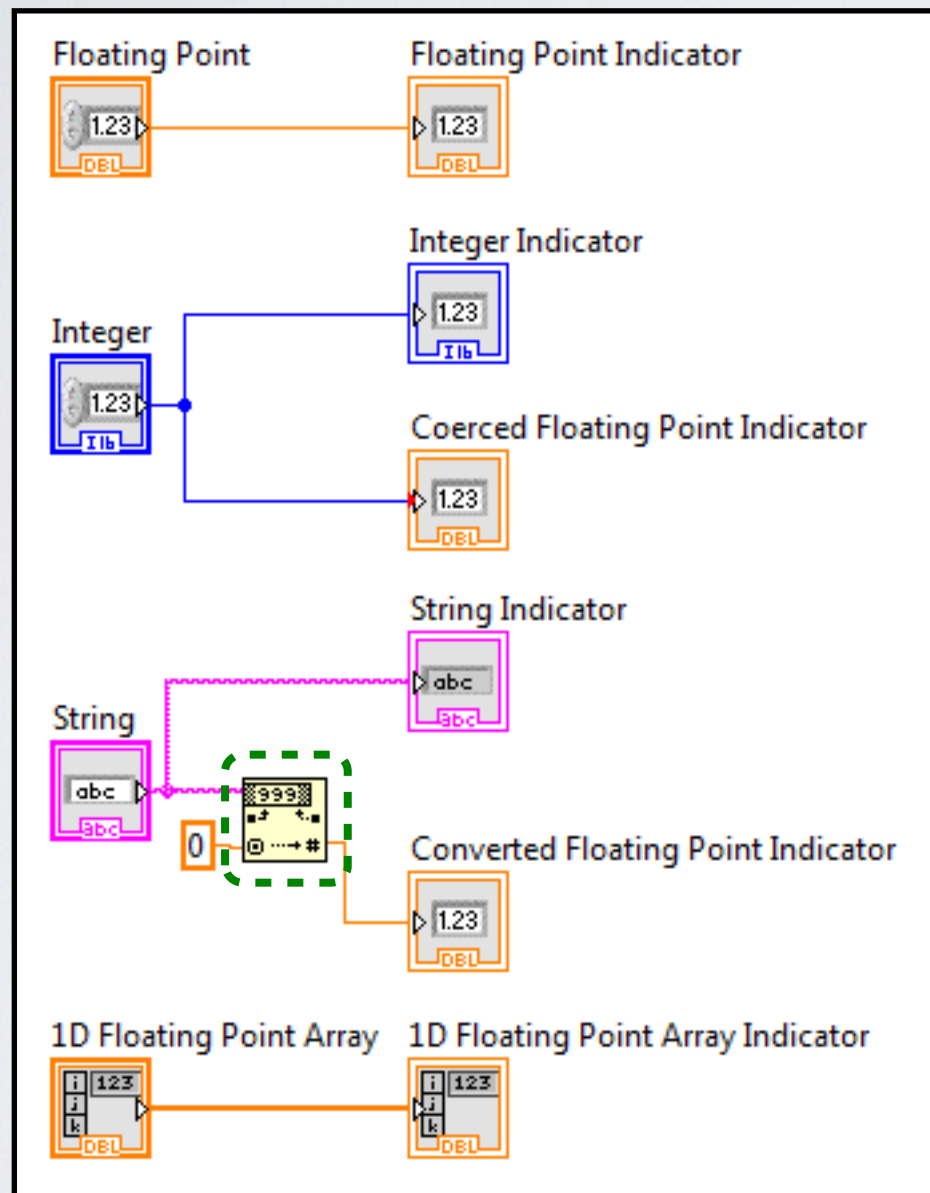 Floating Point
Floating Point Indicator
1.23
DBL
1.23
DBL
Integer Indicator
1.23
I16
Integer
1.23
I16
Coerced Floating Point Indicator
1.23
DBL
String Indicator
abc
abc
String
abc
abc
999
#
0
Converted Floating Point Indicator
1.23
DBL
1D Floating Point Array
1D Floating Point Array Indicator
i
123
j
k
DBL
i
123
j
k
DBL